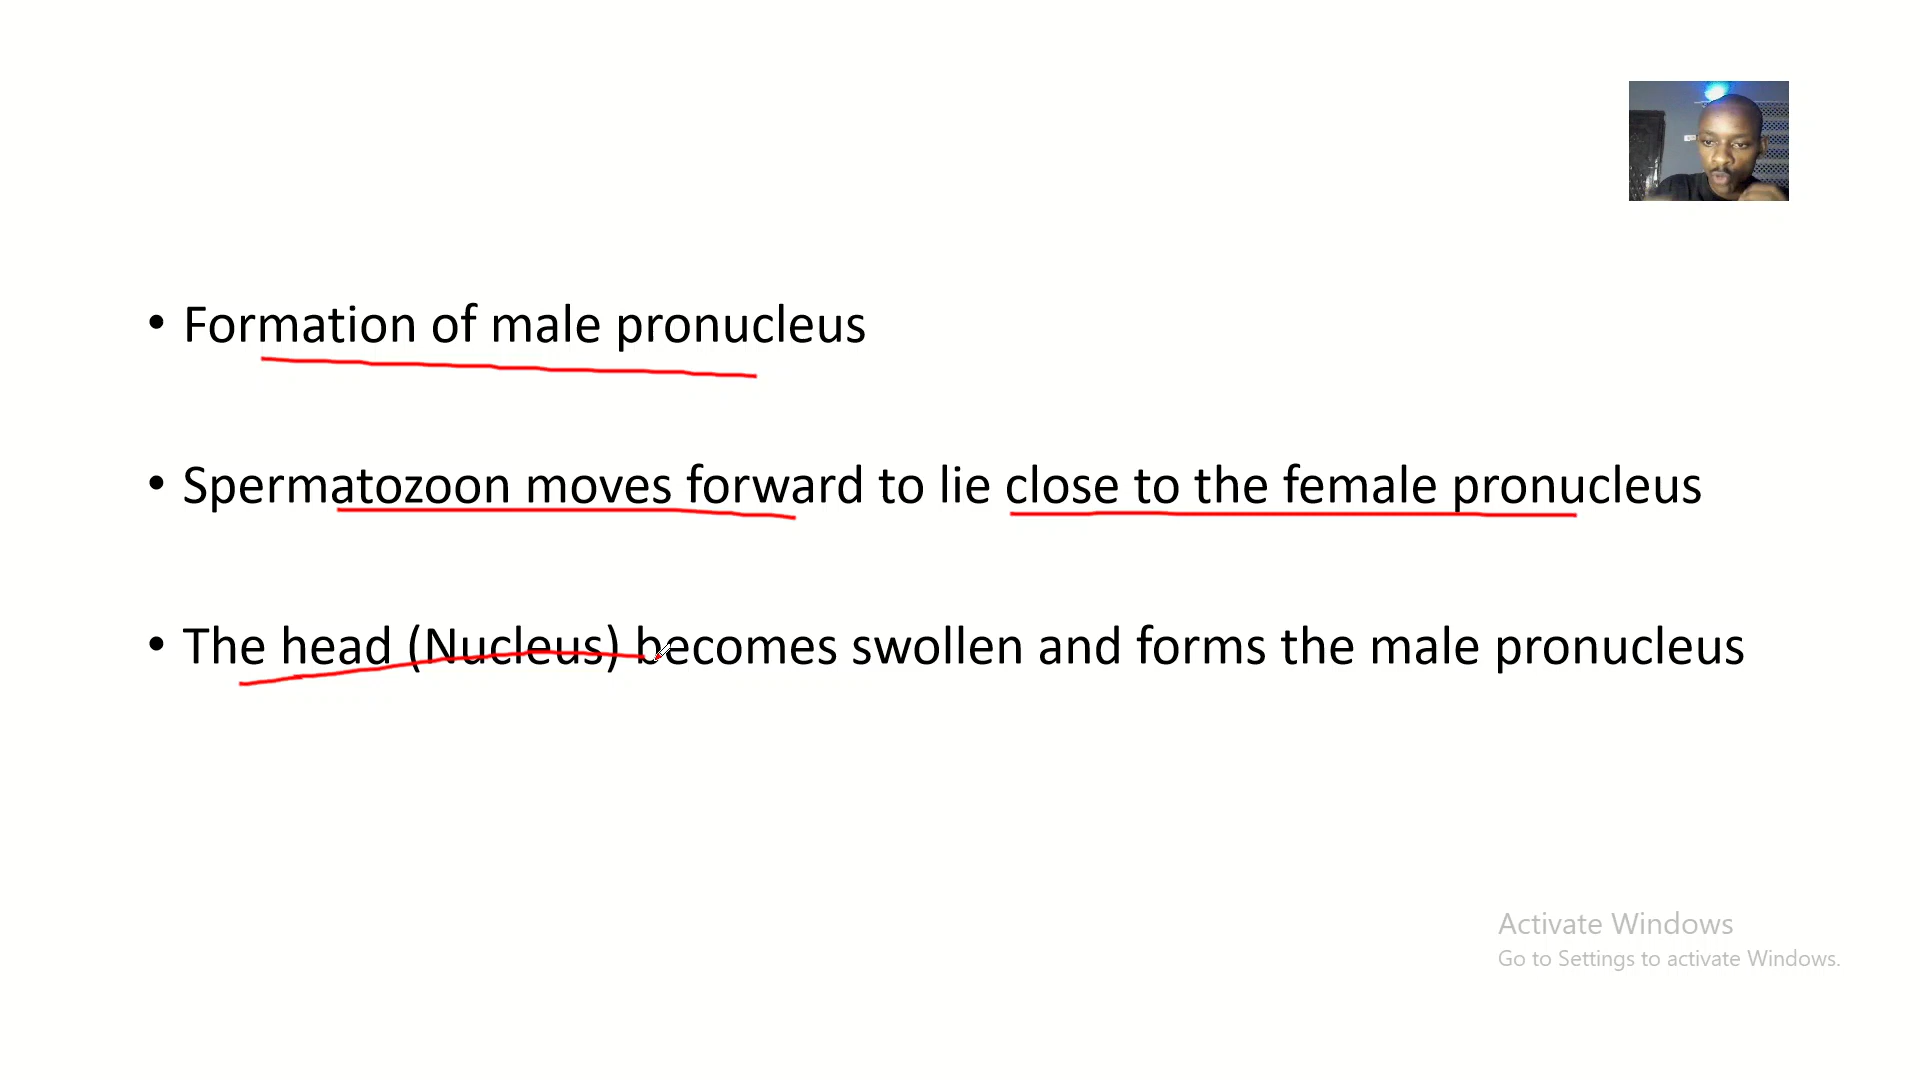 • Formation of male pronucleus
• Spermatozoon moves forward to lie close to the female pronucleus
• The head (Nucleus) becomes swollen and forms the male pronucleus
Activate Windows
Go to Settings to activate Windows.